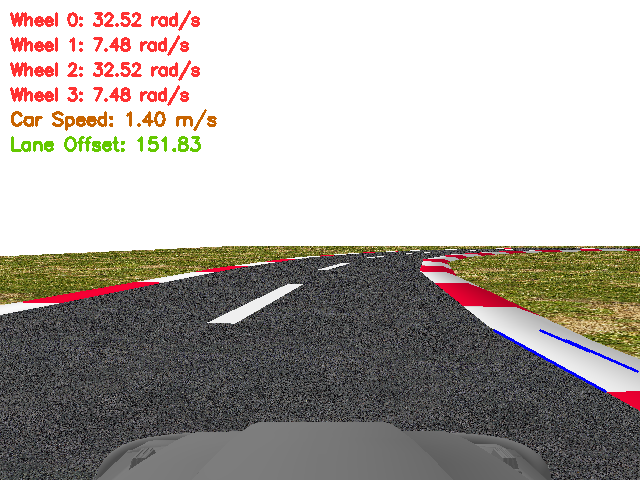 Wheel 0: 32.52 rad/s
Wheel 1: 7.48 rad/s
Wheel 2: 32.52 rad/s
Wheel 3: 7.48 rad/s
Car Speed: 1.40 m/s
Lane Offset: 151.83